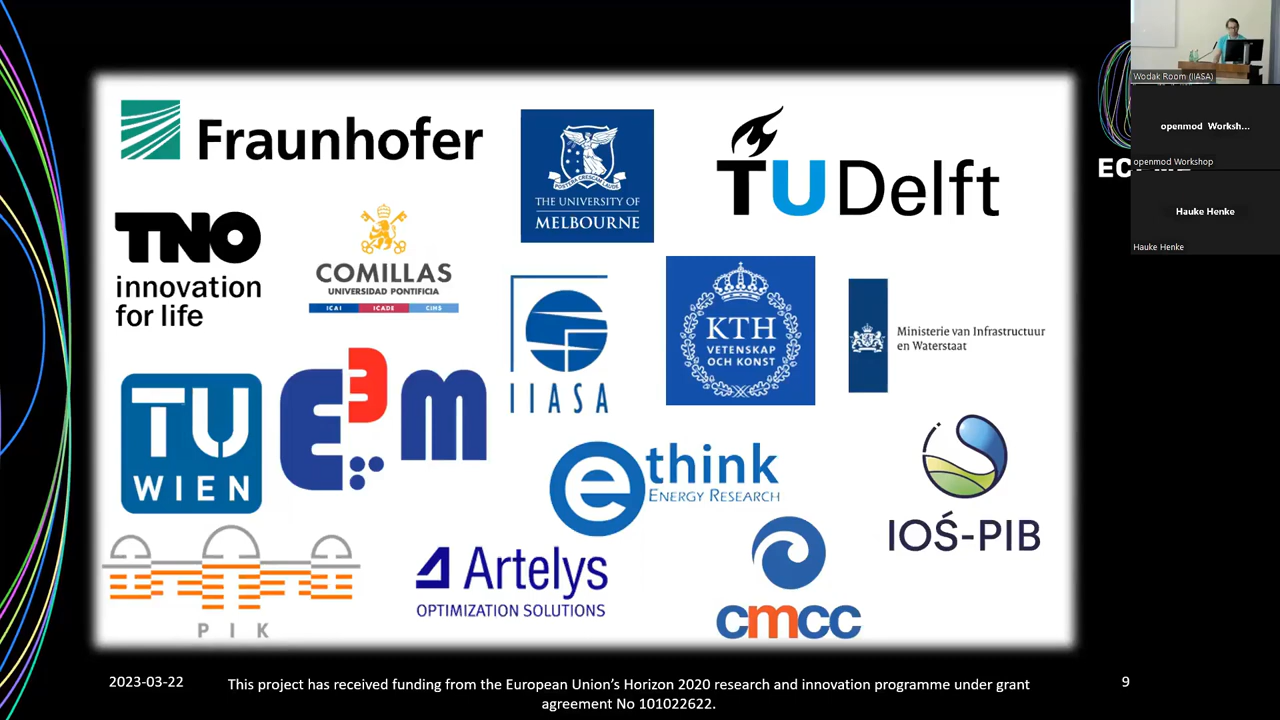 Fraunhofer
POSTERA CRESCAM LAUDE
THE UNIVERSITY OF
MELBOURNE
TU Delft
TNO
innovation
for life
COMILLAS
UNIVERSIDAD PONTIFICIA
ICAI ICADE CIHS
IIASA
KTH
VETENSKAP
OCH KONST
Ministerie van Infrastructuur
en Waterstaat
TU
WIEN
E3M
e-think
ENERGY RESEARCH
IOŚ-PIB
PIK
Artelys
OPTIMIZATION SOLUTIONS
cmcc
Wodak Room (IIASA)
openmod Worksh...
openmod Workshop
Hauke Henke
Hauke Henke
2023-03-22
This project has received funding from the European Union's Horizon 2020 research and innovation programme under grant
agreement No 101022622.
9